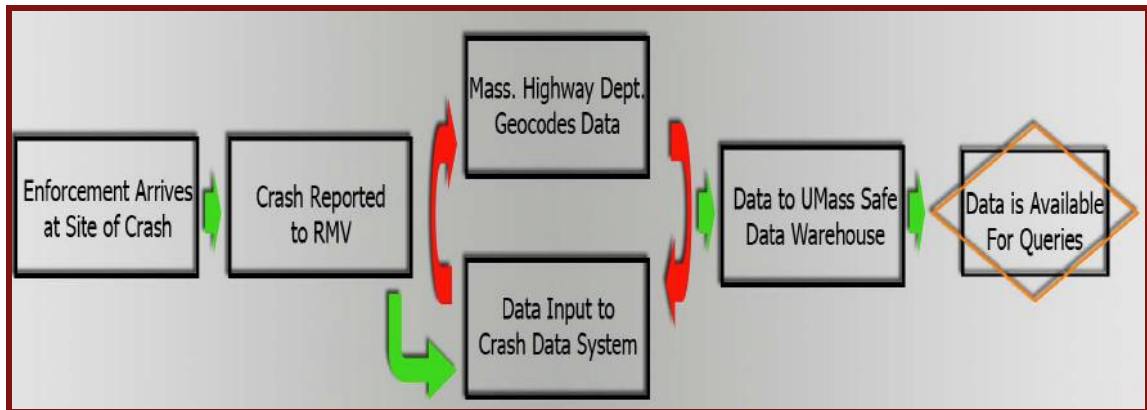 Enforcement Arrives
at Site of Crash
Crash Reported
to RMV
Mass. Highway Dept.
Geocodes Data
Data Input to
Crash Data System
Data to UMass Safe
Data Warehouse
Data is Available
For Queries